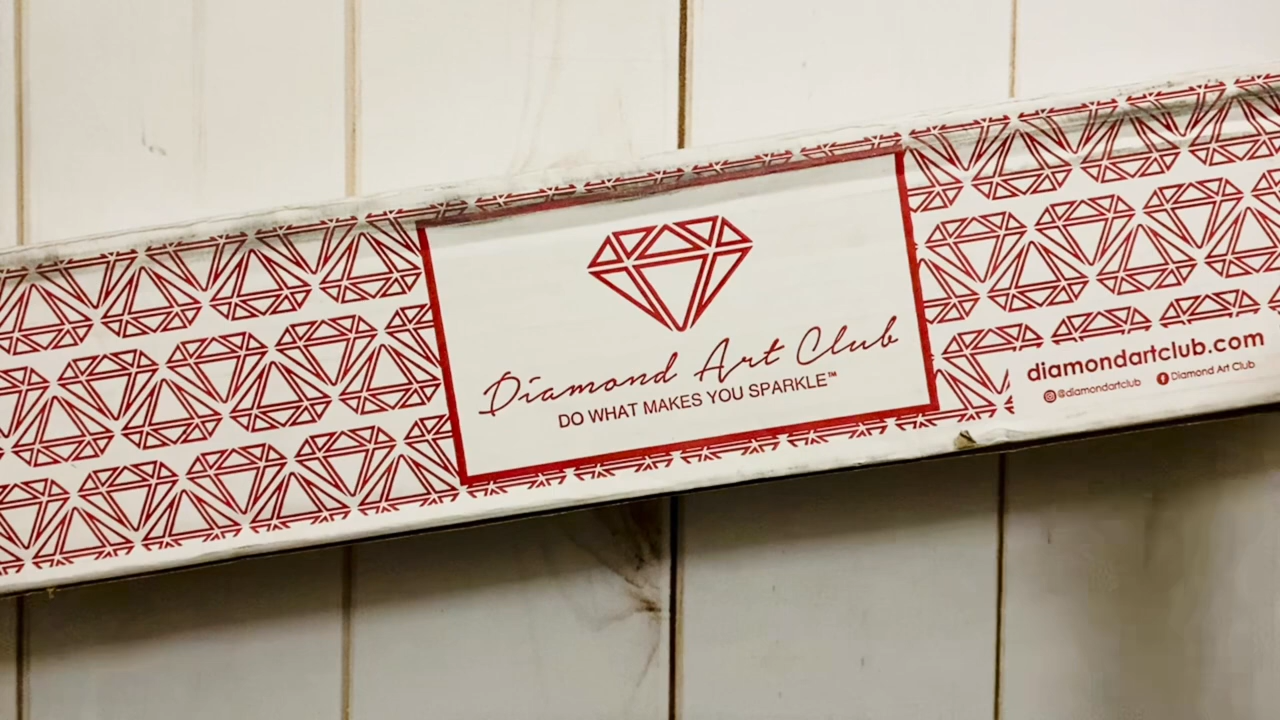 Diamond Art Club
DO WHAT MAKES YOU SPARKLE™
diamondartclub.com
@diamondartclub Diamond Art Club